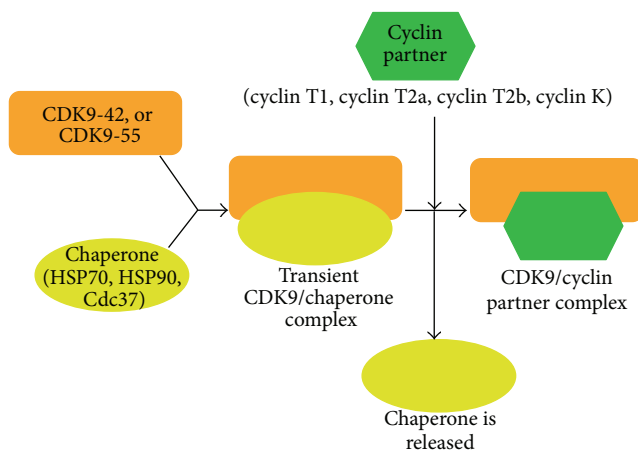 Cyclin
partner
(cyclin T1, cyclin T2a, cyclin T2b, cyclin K)
CDK9-42, or
CDK9-55
Chaperone
(HSP70, HSP90,
Cdc37)
Transient
CDK9/chaperone
complex
CDK9/cyclin
partner complex
Chaperone is
released